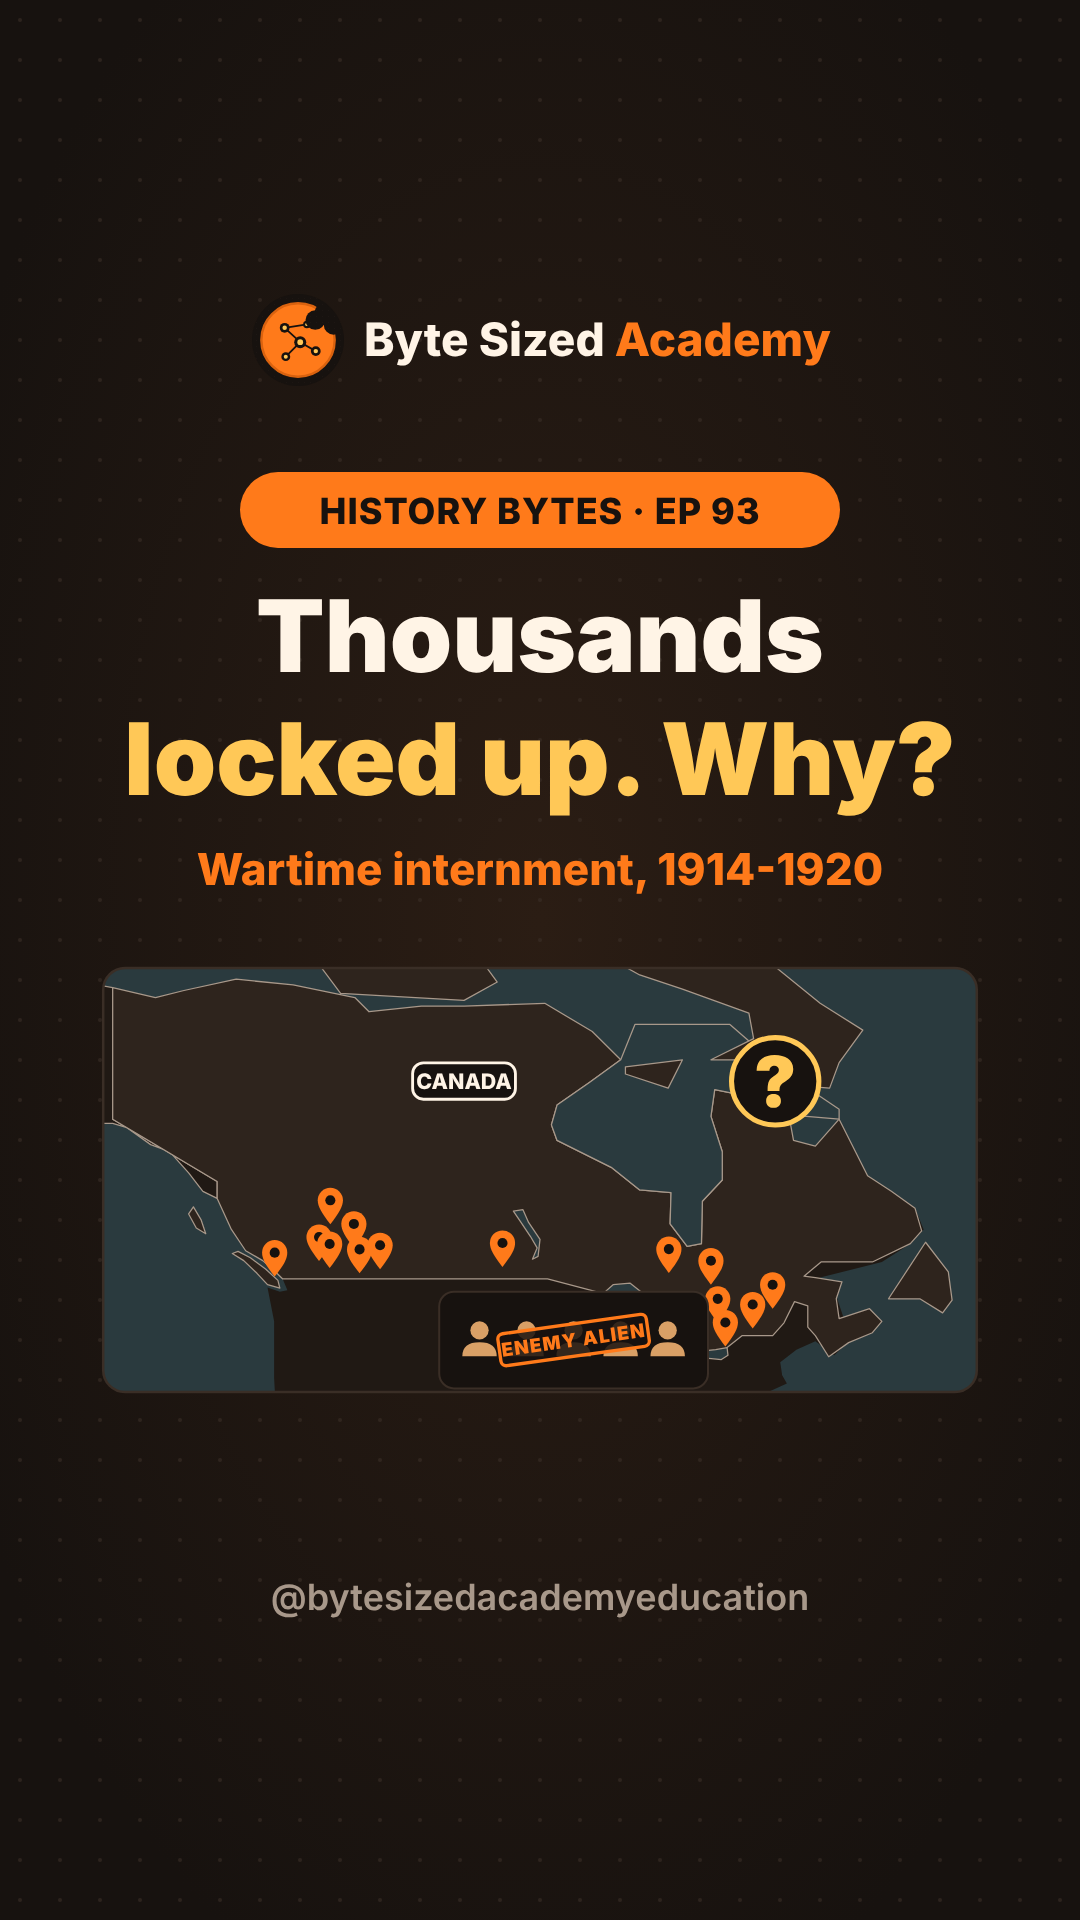 Byte Sized Academy
HISTORY BYTES · EP 93
Thousands
locked up. Why?
Wartime internment, 1914-1920
CANADA
?
ENEMY ALIEN
@bytesizedacademyeducation